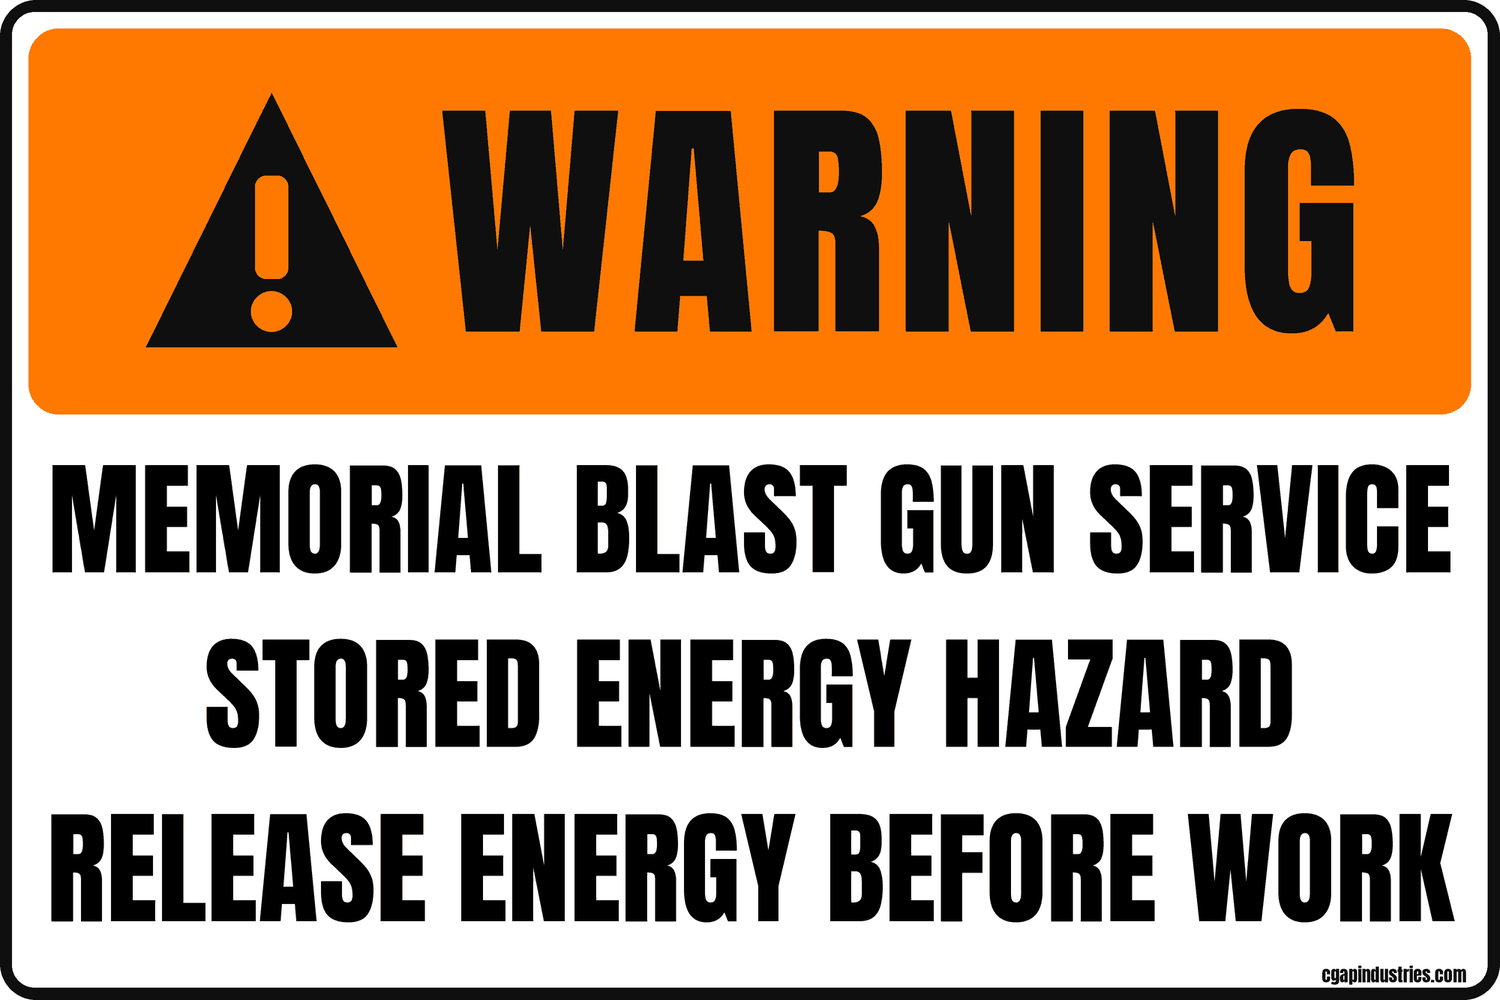 WARNING
MEMORIAL BLAST GUN SERVICE
STORED ENERGY HAZARD
RELEASE ENERGY BEFORE WORK
cgapindustries.com